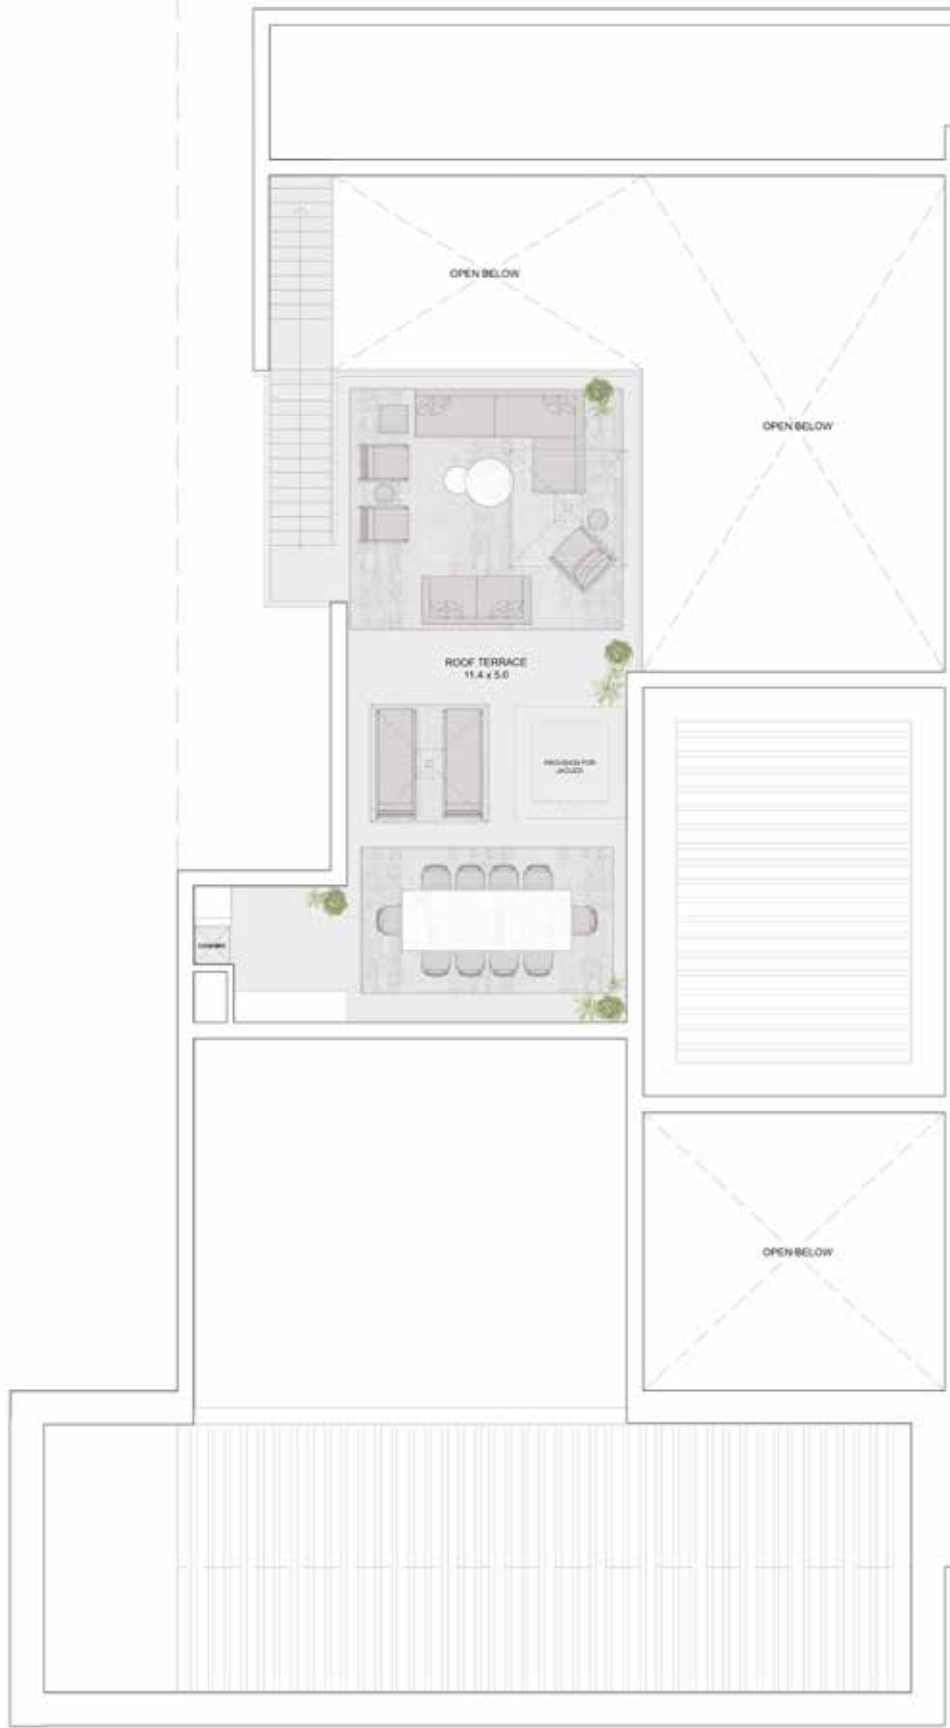 OPEN BELOW
OPEN BELOW
ROOF TERRACE
11.4 x 5.0
PROVISION FOR
JACUZZI
OPEN BELOW